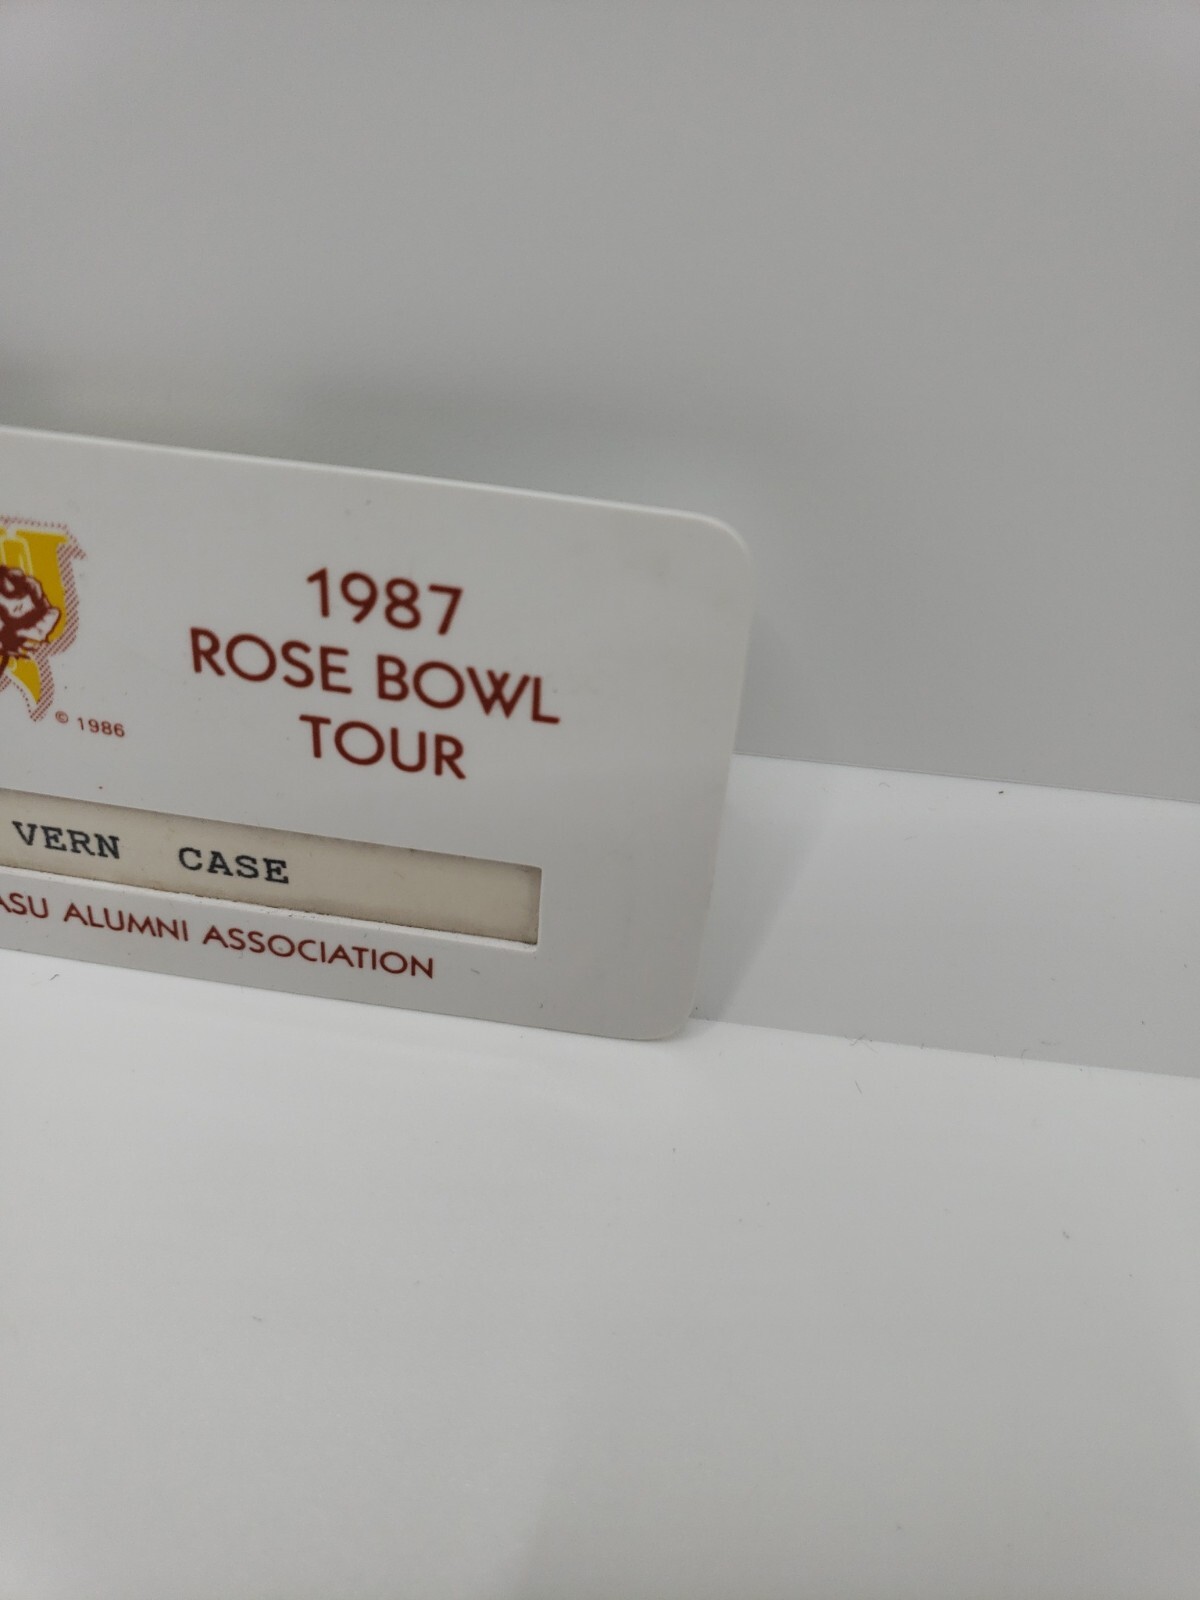 1987
ROSE BOWL
TOUR
© 1986
VERN CASE
ASU ALUMNI ASSOCIATION